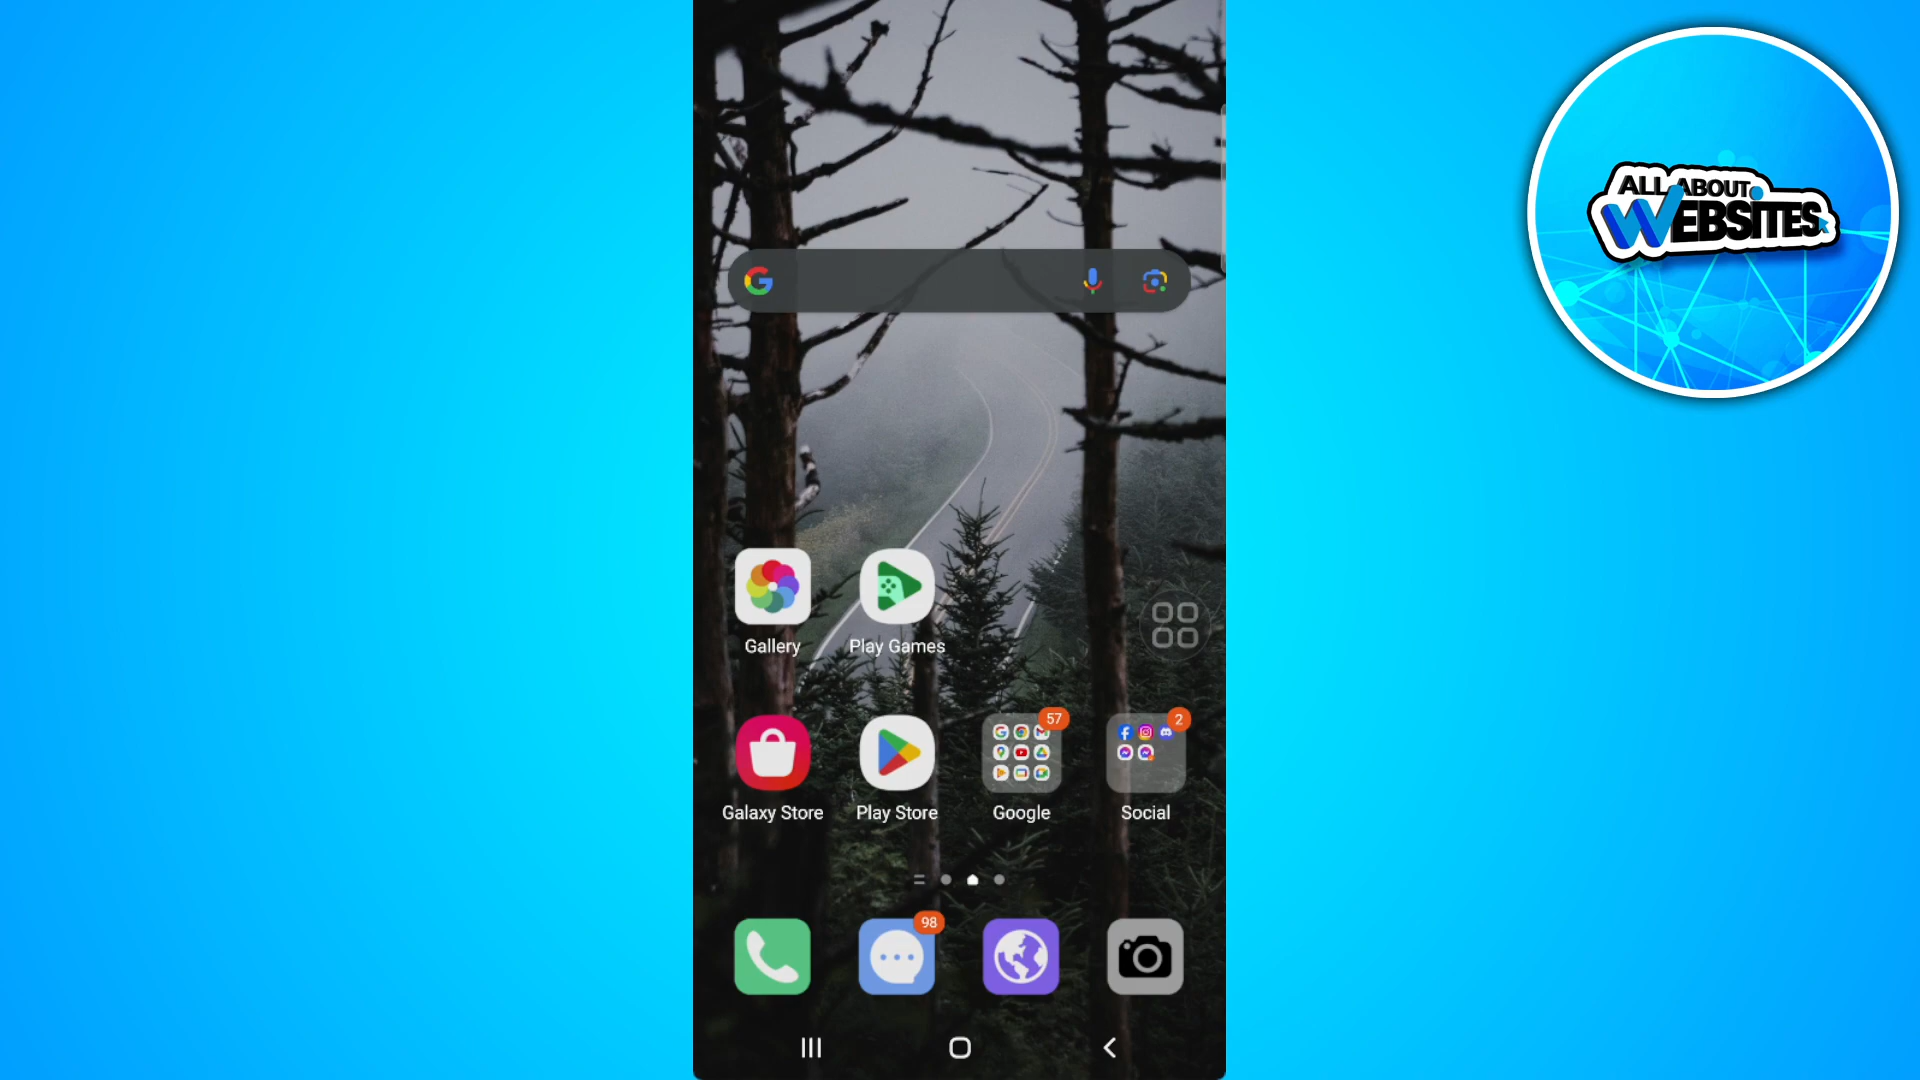 ALL ABOUT
WEBSITES
Gallery
Play Games
57
2
Galaxy Store
Play Store
Google
Social
98